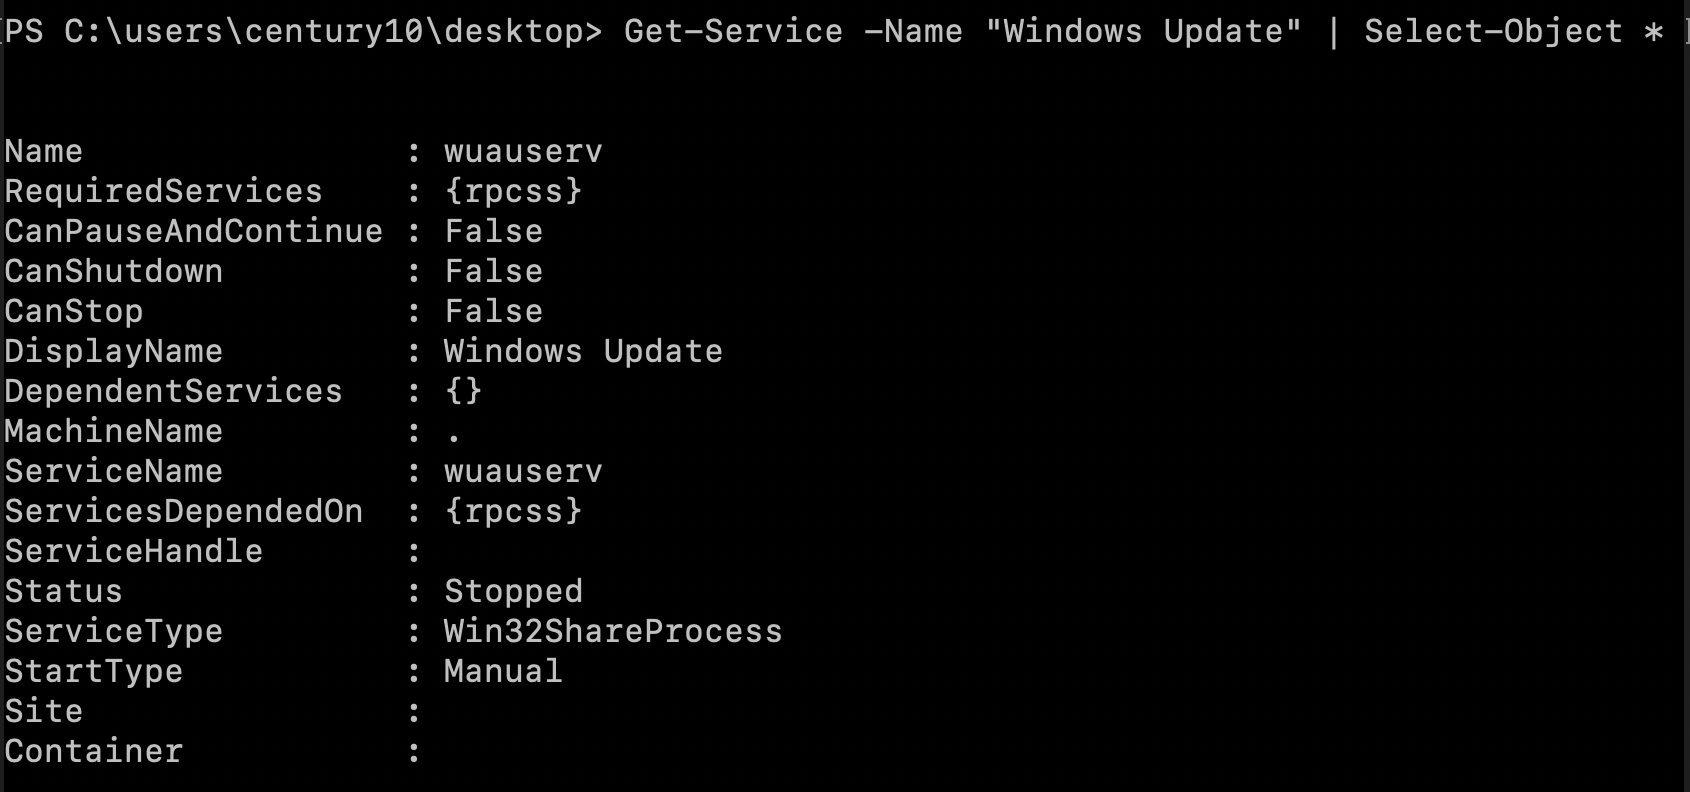 PS C:\users\century10\desktop> Get-Service -Name "Windows Update" | Select-Object *
Name                : wuauserv
RequiredServices    : {rpcss}
CanPauseAndContinue : False
CanShutdown         : False
CanStop             : False
DisplayName         : Windows Update
DependentServices   : {}
MachineName         : .
ServiceName         : wuauserv
ServicesDependedOn  : {rpcss}
ServiceHandle       :
Status              : Stopped
ServiceType         : Win32ShareProcess
StartType           : Manual
Site                :
Container           :